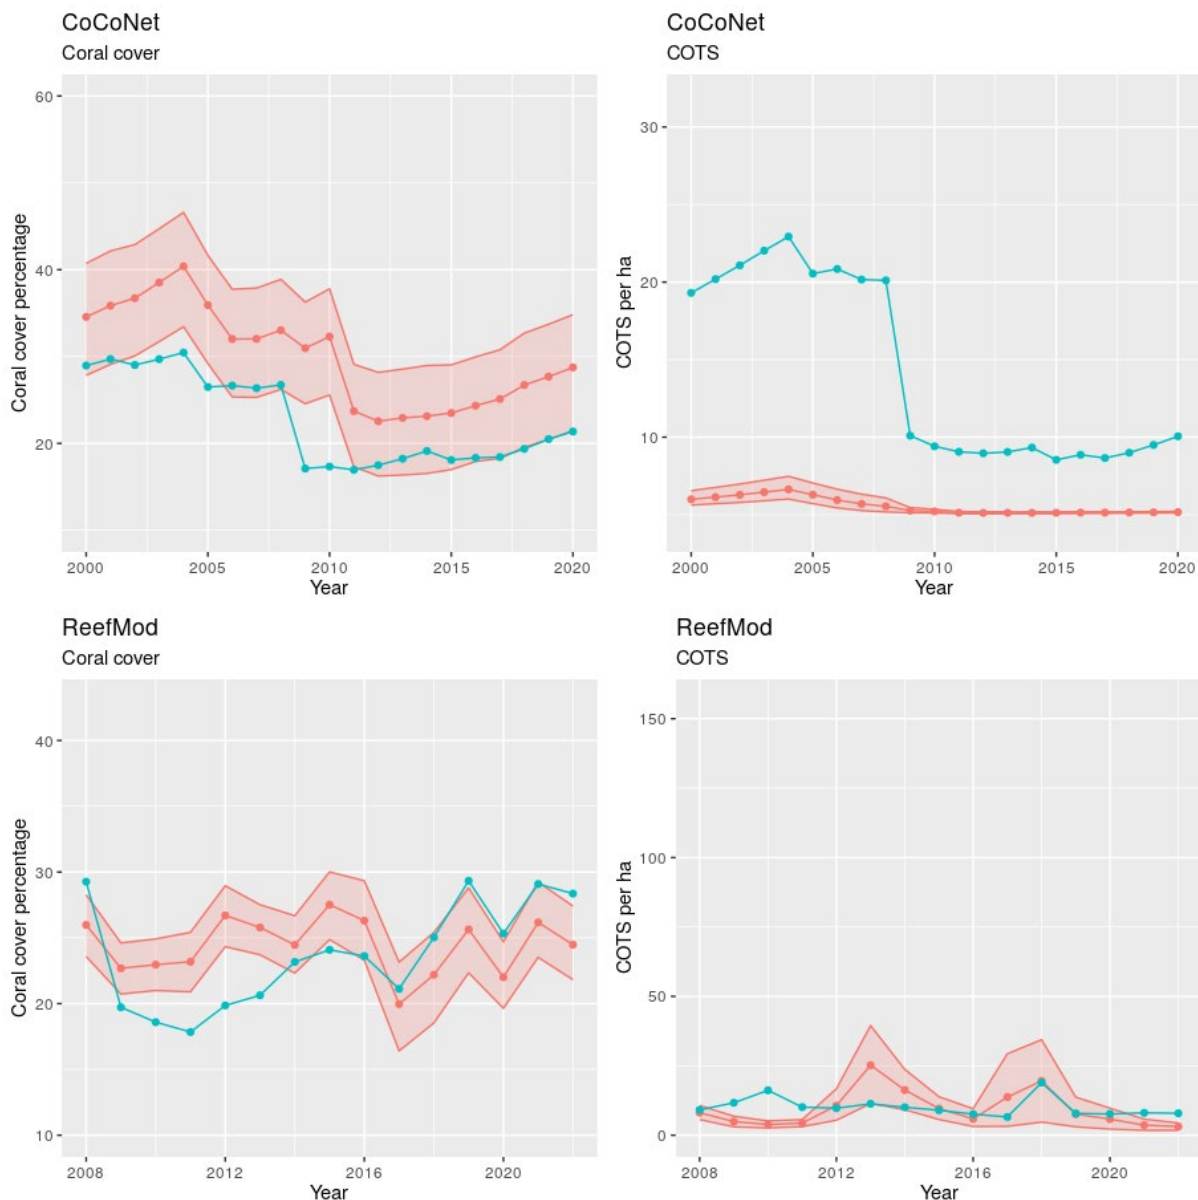 CoCoNet
Coral cover
60
40
20
Coral cover percentage
2000
2005
2010
2015
2020
Year
CoCoNet
COTS
30
20
10
COTS per ha
2000
2005
2010
2015
2020
Year
ReefMod
Coral cover
40
30
20
10
Coral cover percentage
2008
2012
2016
2020
Year
ReefMod
COTS
150
100
50
0
COTS per ha
2008
2012
2016
2020
Year